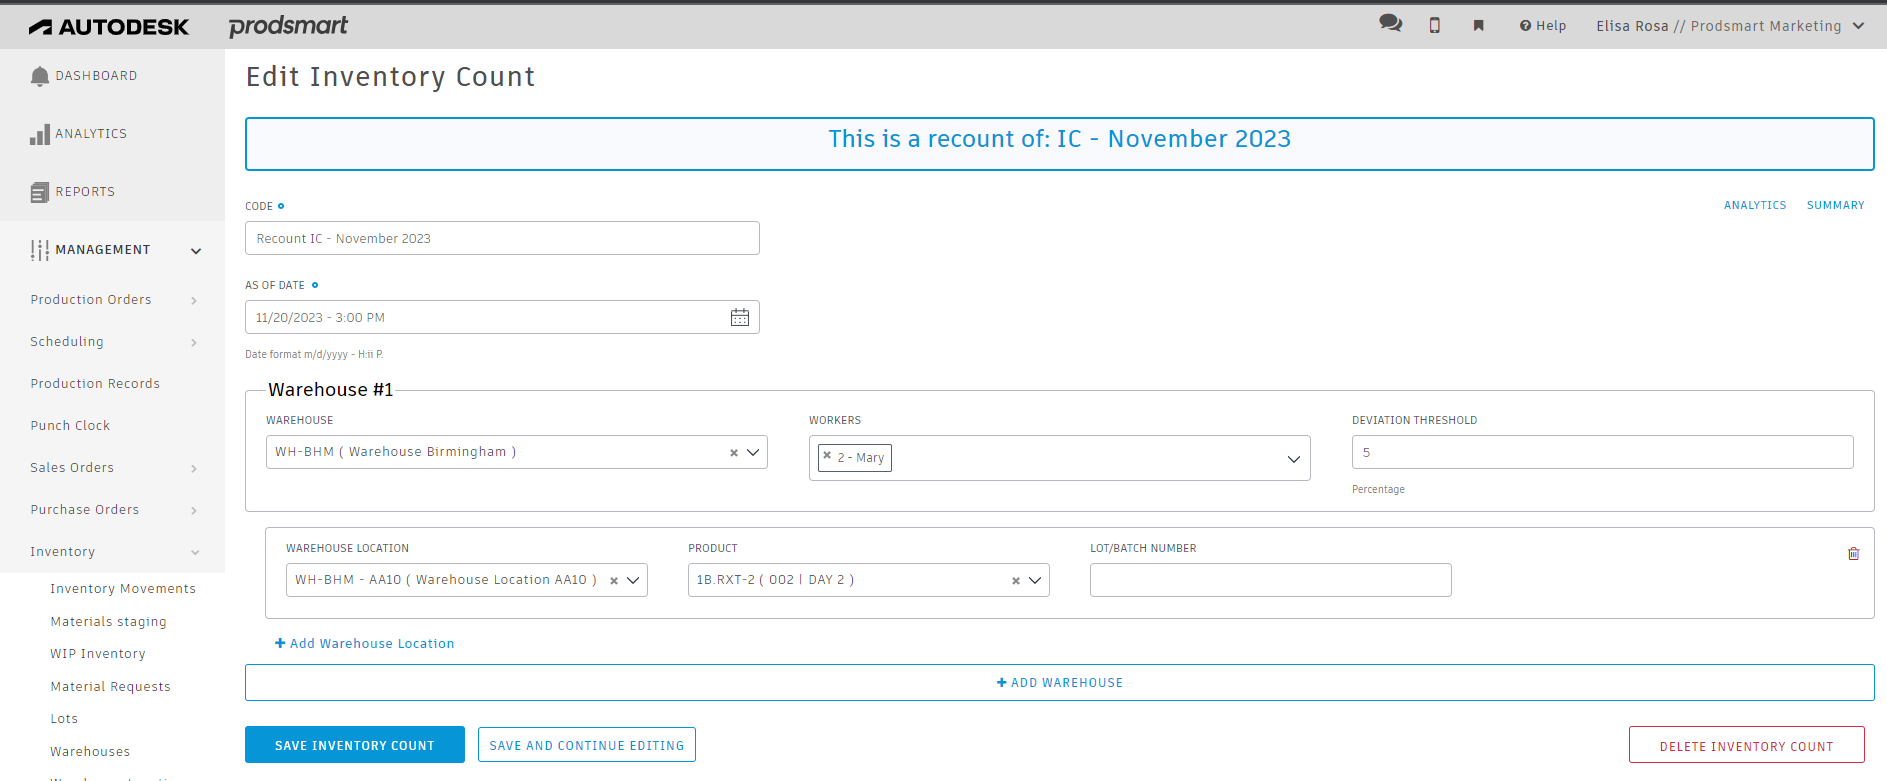 AUTODESK prodsmart
Help
Elisa Rosa // Prodsmart Marketing
DASHBOARD
ANALYTICS
REPORTS
MANAGEMENT
Production Orders
Scheduling
Production Records
Punch Clock
Sales Orders
Purchase Orders
Inventory
Inventory Movements
Materials staging
WIP Inventory
Material Requests
Lots
Warehouses
Edit Inventory Count
This is a recount of: IC - November 2023
ANALYTICS SUMMARY
CODE
Recount IC - November 2023
AS OF DATE
11/20/2023 - 3:00 PM
Date format m/d/yyyy - H:ii P.
Warehouse #1
WAREHOUSE
WH-BHM ( Warehouse Birmingham )
WORKERS
2 - Mary
DEVIATION THRESHOLD
5
Percentage
WAREHOUSE LOCATION
WH-BHM - AA10 ( Warehouse Location AA10 )
PRODUCT
1B.RXT-2 ( 002 | DAY 2 )
LOT/BATCH NUMBER
+ Add Warehouse Location
+ ADD WAREHOUSE
SAVE INVENTORY COUNT
SAVE AND CONTINUE EDITING
DELETE INVENTORY COUNT